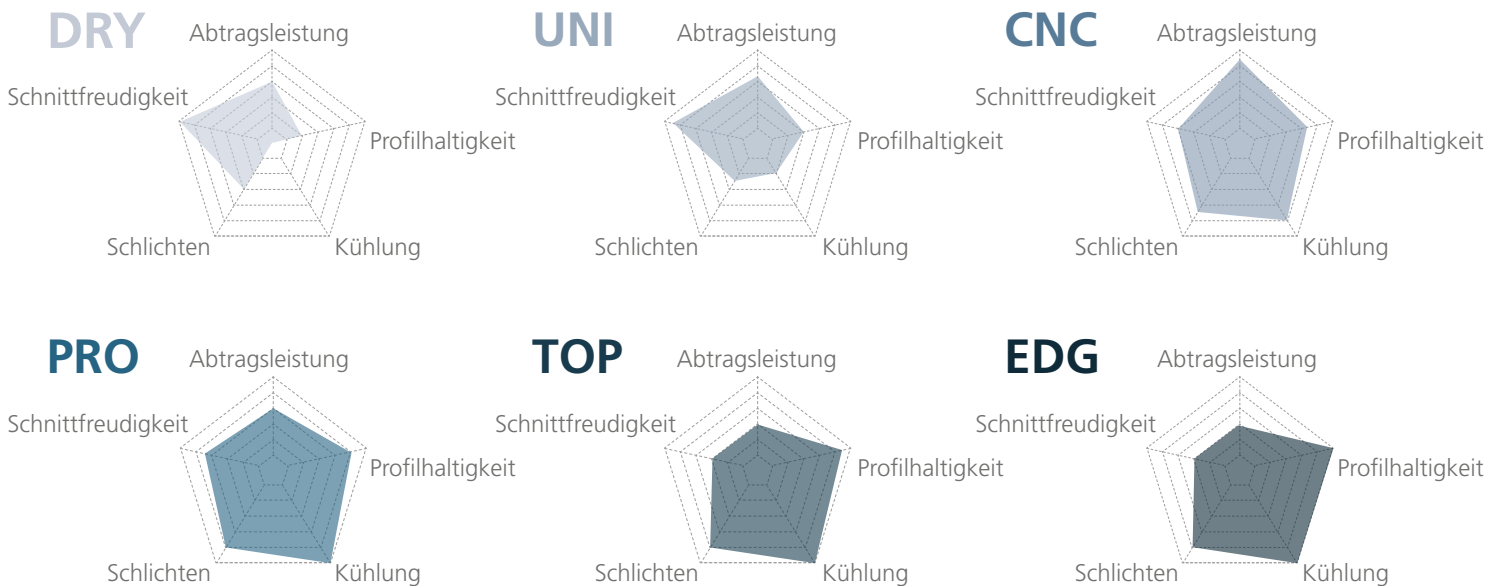 DRY
Abtragsleistung
Schnittfreudigkeit
Profilhaltigkeit
Schlichten
Kühlung
UNI
Abtragsleistung
Schnittfreudigkeit
Profilhaltigkeit
Schlichten
Kühlung
CNC
Abtragsleistung
Schnittfreudigkeit
Profilhaltigkeit
Schlichten
Kühlung
PRO
Abtragsleistung
Schnittfreudigkeit
Profilhaltigkeit
Schlichten
Kühlung
TOP
Abtragsleistung
Schnittfreudigkeit
Profilhaltigkeit
Schlichten
Kühlung
EDG
Abtragsleistung
Schnittfreudigkeit
Profilhaltigkeit
Schlichten
Kühlung